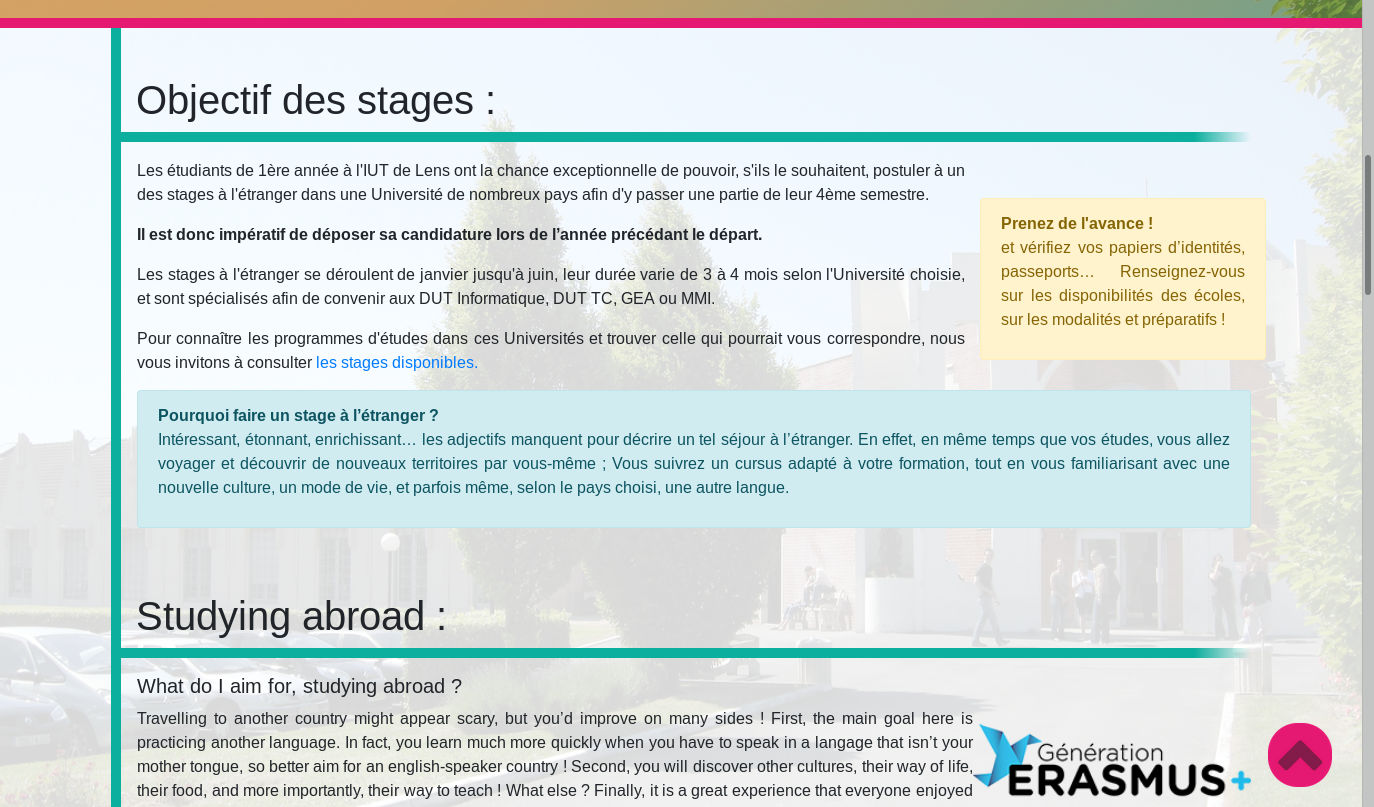 Objectif des stages :
Les étudiants de 1ère année à l'IUT de Lens ont la chance exceptionnelle de pouvoir, s'ils le souhaitent, postuler à un
des stages à l'étranger dans une Université de nombreux pays afin d'y passer une partie de leur 4ème semestre.
Il est donc impératif de déposer sa candidature lors de l’année précédant le départ.
Les stages à l'étranger se déroulent de janvier jusqu'à juin, leur durée varie de 3 à 4 mois selon l'Université choisie,
et sont spécialisés afin de convenir aux DUT Informatique, DUT TC, GEA ou MMI.
Pour connaître les programmes d'études dans ces Universités et trouver celle qui pourrait vous correspondre, nous
vous invitons à consulter les stages disponibles.
Prenez de l'avance !
et vérifiez vos papiers d’identités,
passeports… Renseignez-vous
sur les disponibilités des écoles,
sur les modalités et préparatifs !
Pourquoi faire un stage à l’étranger ?
Intéressant, étonnant, enrichissant… les adjectifs manquent pour décrire un tel séjour à l’étranger. En effet, en même temps que vos études, vous allez
voyager et découvrir de nouveaux territoires par vous-même ; Vous suivrez un cursus adapté à votre formation, tout en vous familiarisant avec une
nouvelle culture, un mode de vie, et parfois même, selon le pays choisi, une autre langue.
Studying abroad :
What do I aim for, studying abroad ?
Travelling to another country might appear scary, but you’d improve on many sides ! First, the main goal here is
practicing another language. In fact, you learn much more quickly when you have to speak in a langage that isn’t your
mother tongue, so better aim for an english-speaker country ! Second, you will discover other cultures, their way of life,
their food, and more importantly, their way to teach ! What else ? Finally, it is a great experience that everyone enjoyed
Génération
ERASMUS+